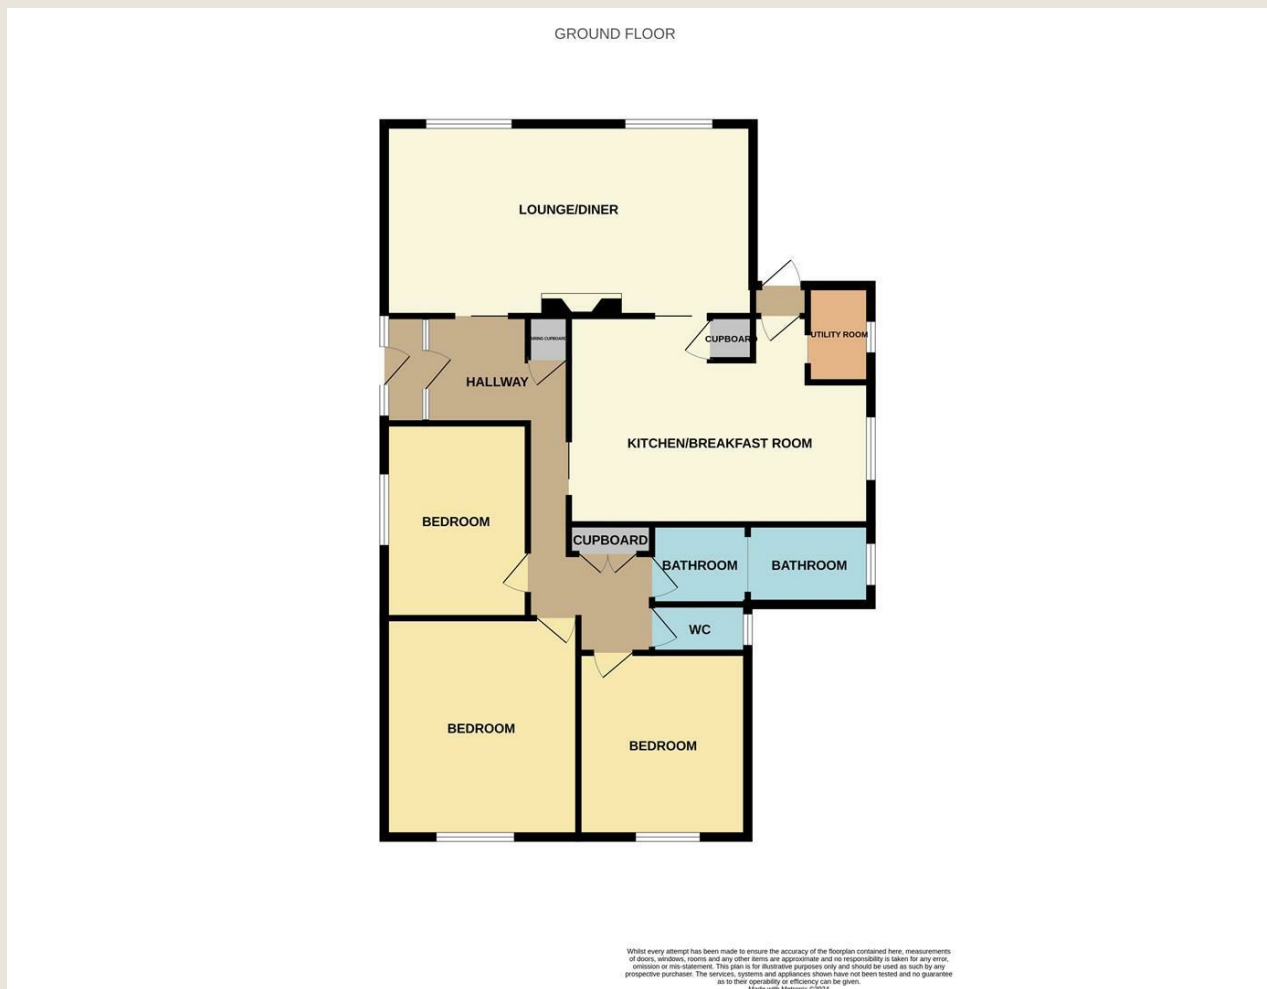 GROUND FLOOR
LOUNGE/DINER
CUPBOARD
UTILITY ROOM
CUPBOARD
HALLWAY
KITCHEN/BREAKFAST ROOM
BEDROOM
CUPBOARD
BATHROOM
BATHROOM
WC
BEDROOM
BEDROOM
Whilst every attempt has been made to ensure the accuracy of the floorplan contained here, measurements
of doors, windows, rooms and any other items are approximate and no responsibility is taken for any error,
omission or mis-statement. This plan is for illustrative purposes only and should be used as such by any
prospective purchaser. The services, systems and appliances shown have not been tested and no guarantee
as to their operability or efficiency can be given.
Made with Metropix ©2024